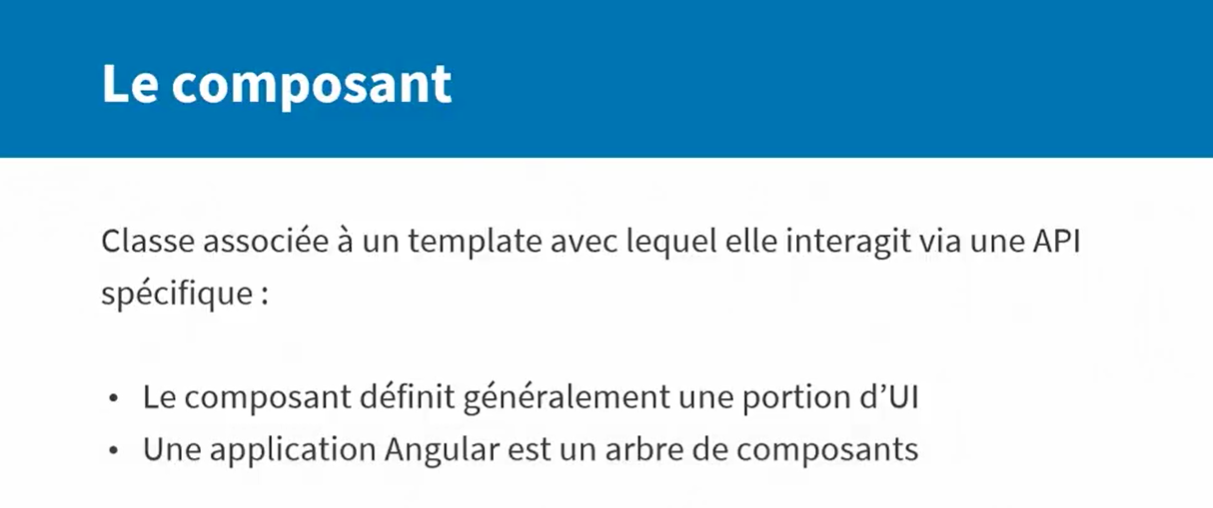 Le composant
Classe associée à un template avec lequel elle interagit via une API
spécifique :
• Le composant définit généralement une portion d’UI
• Une application Angular est un arbre de composants